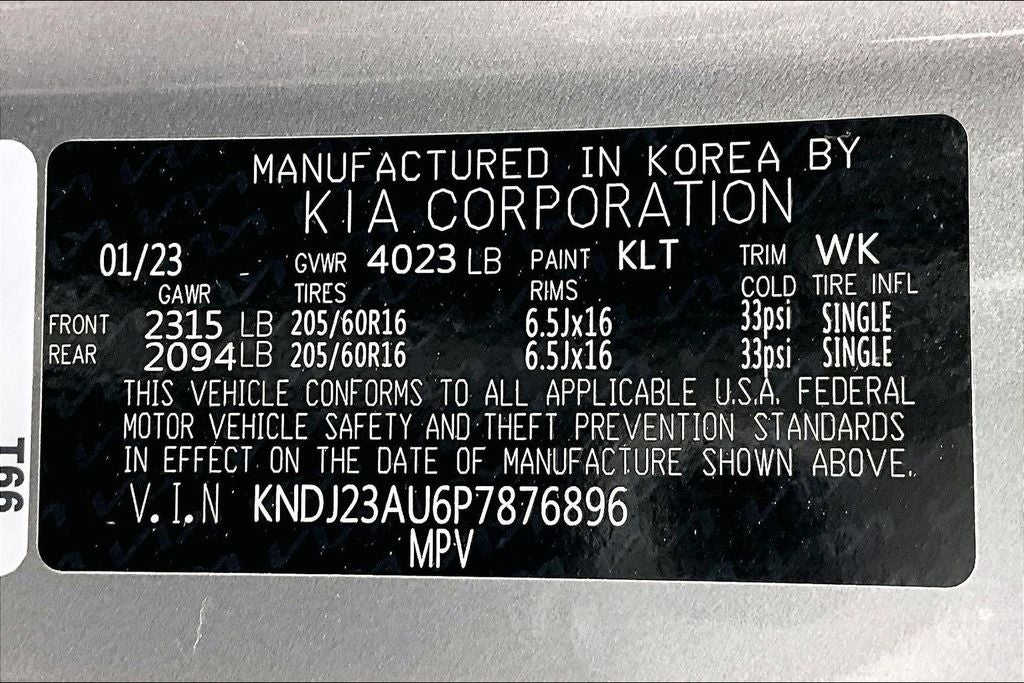 MANUFACTURED IN KOREA BY
KIA CORPORATION
01/23 GVWR 4023 LB PAINT KLT TRIM WK
GAWR TIRES RIMS COLD TIRE INFL
FRONT 2315 LB 205/60R16 6.5Jx16 33psi SINGLE
REAR 2094 LB 205/60R16 6.5Jx16 33psi SINGLE
THIS VEHICLE CONFORMS TO ALL APPLICABLE U.S.A. FEDERAL
MOTOR VEHICLE SAFETY AND THEFT PREVENTION STANDARDS
IN EFFECT ON THE DATE OF MANUFACTURE SHOWN ABOVE.
V.I.N KNDJ23AU6P7876896
MPV